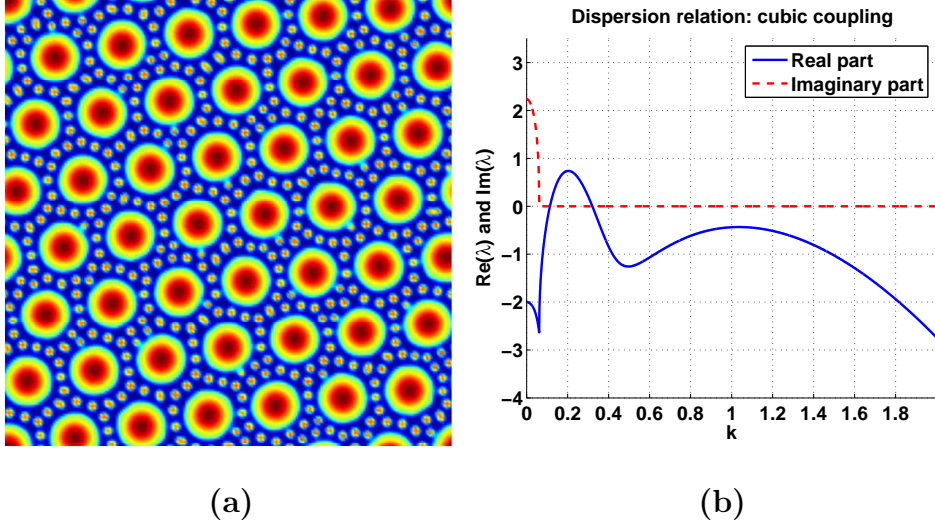 Dispersion relation: cubic coupling
Real part
Imaginary part
Re(λ) and Im(λ)
3
2
1
0
−1
−2
−3
−4
0 0.2 0.4 0.6 0.8 1 1.2 1.4 1.6 1.8
k
(a) (b)